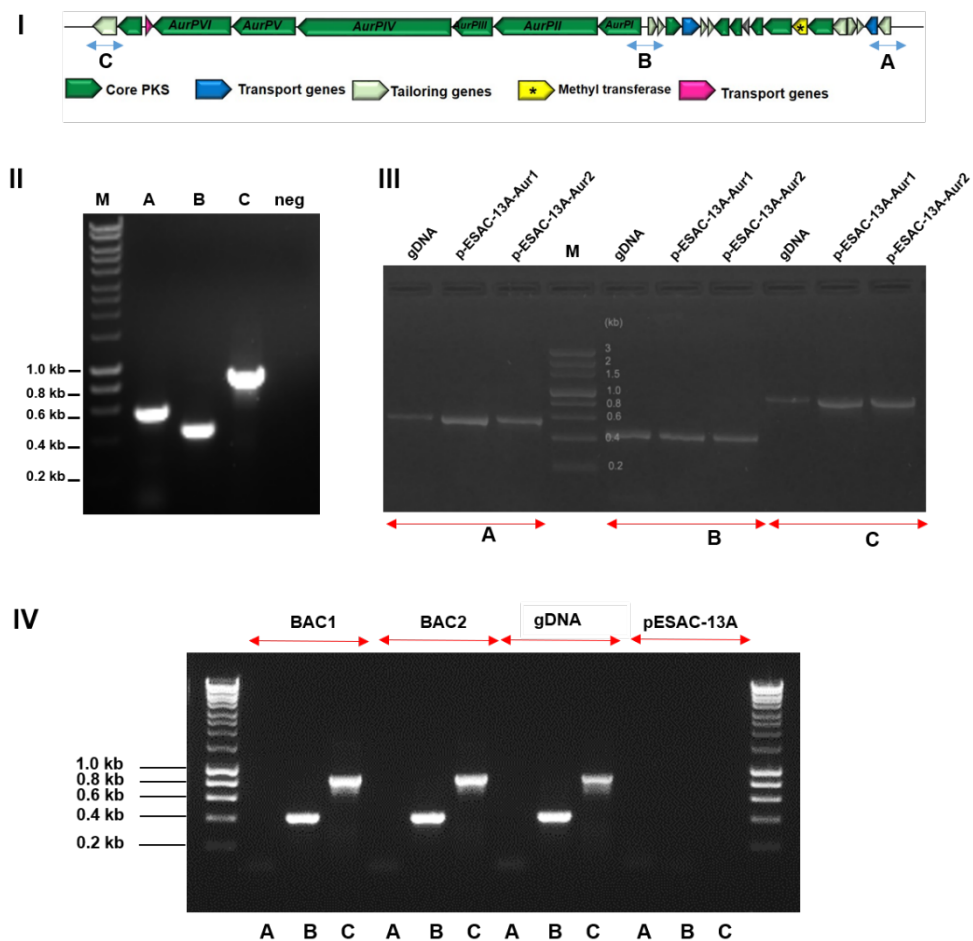 I
AurPVI AurPV AurPIV AurPIII AurPII AurPI
*
C B A
Core PKS Transport genes Tailoring genes * Methyl transferase Transport genes
II
M A B C neg
1.0 kb
0.8 kb
0.6 kb
0.4 kb
0.2 kb
III
gDNA p-ESAC-13A-Aur1 p-ESAC-13A-Aur2 M gDNA p-ESAC-13A-Aur1 p-ESAC-13A-Aur2 gDNA p-ESAC-13A-Aur1 p-ESAC-13A-Aur2
(kb)
3
2
1.5
1.0
0.8
0.6
0.4
0.2
A B C
IV
BAC1 BAC2 gDNA pESAC-13A
1.0 kb
0.8 kb
0.6 kb
0.4 kb
0.2 kb
A B C A B C A B C A B C